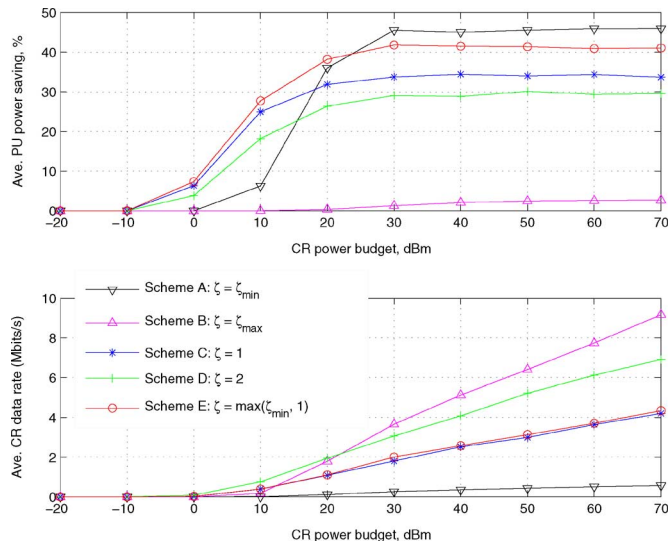 50
40
30
20
10
0
Ave. PU power saving, %
−20 −10 0 10 20 30 40 50 60 70
CR power budget, dBm
10
8
6
4
2
0
Ave. CR data rate (Mbits/s)
Scheme A: ζ = ζmin
Scheme B: ζ = ζmax
Scheme C: ζ = 1
Scheme D: ζ = 2
Scheme E: ζ = max(ζmin, 1)
−20 −10 0 10 20 30 40 50 60 70
CR power budget, dBm